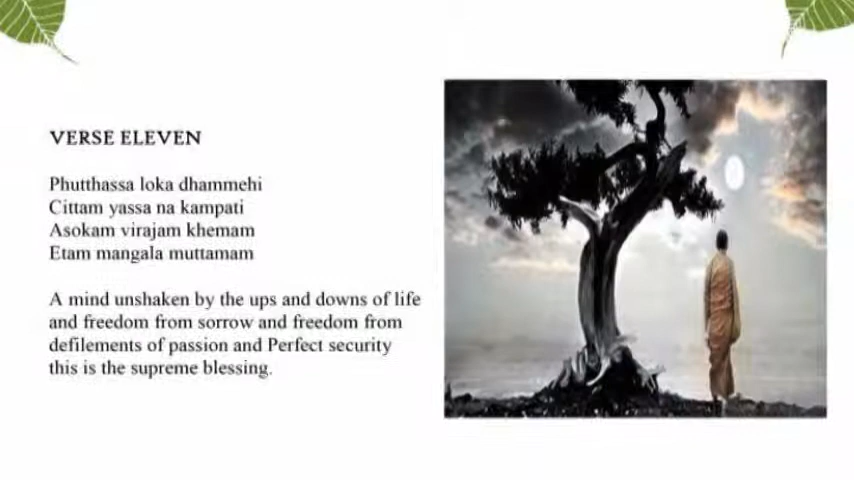 VERSE ELEVEN
Phutthassa loka dhammehi
Cittam yassa na kampati
Asokam virajam khemam
Etam mangala muttamam
A mind unshaken by the ups and downs of life
and freedom from sorrow and freedom from
defilements of passion and Perfect security
this is the supreme blessing.